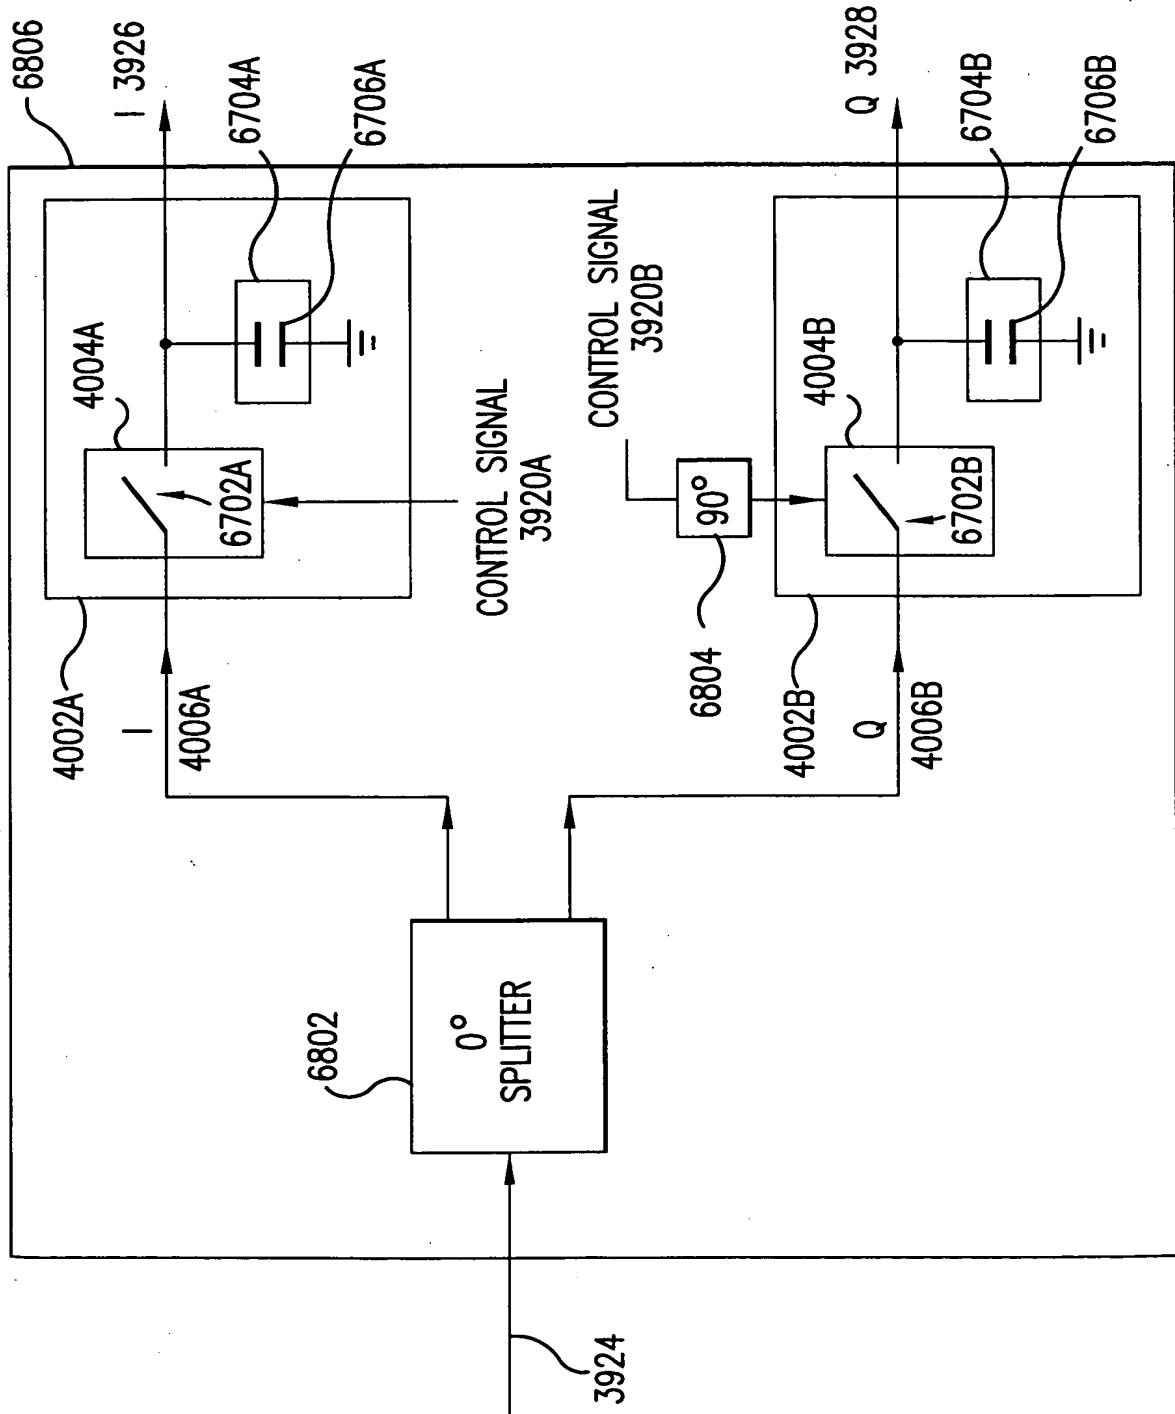 6806
I 3926
4004A
6704A
6706A
6702A
4002A
I
4006A
CONTROL SIGNAL
3920A
CONTROL SIGNAL
3920B
Q 3928
6704B
6706B
4004B
90°
6702B
6804
4002B
Q
4006B
6802
0°
SPLITTER
3924